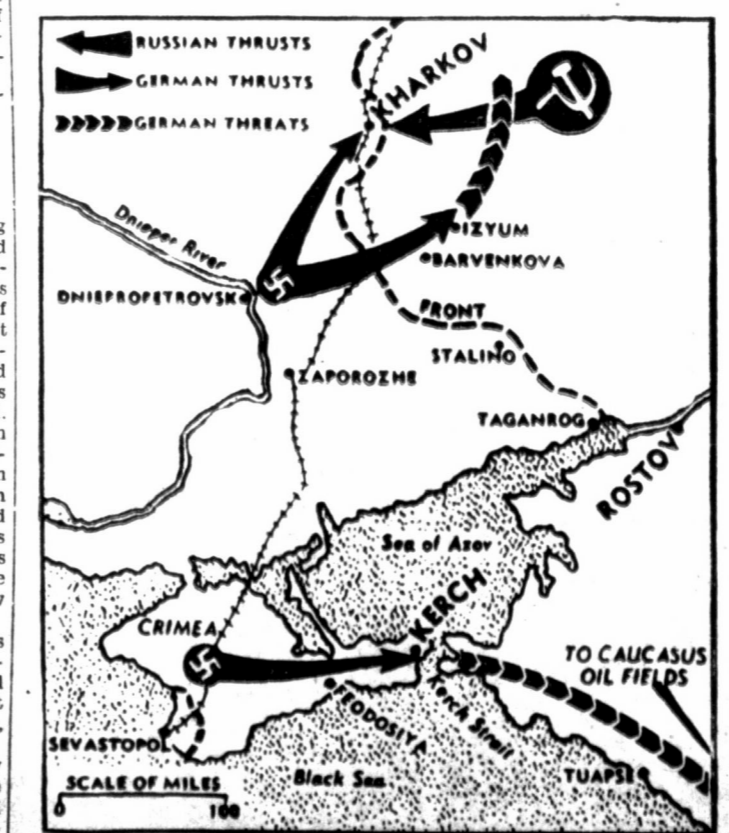 RUSSIAN THRUSTS
GERMAN THRUSTS
GERMAN THREATS
KHARKOV
Dnieper River
IZYUM
BARVENKOVA
DNIEPROPETROVSK
FRONT
STALINO
ZAPOROZHE
TAGANROG
ROSTOV
Sea of Azov
CRIMEA
KERCH
TO CAUCASUS
OIL FIELDS
FEODOSIYA
Kerch Strait
SEVASTOPOL
Black Sea
TUAPSE
SCALE OF MILES
0 100